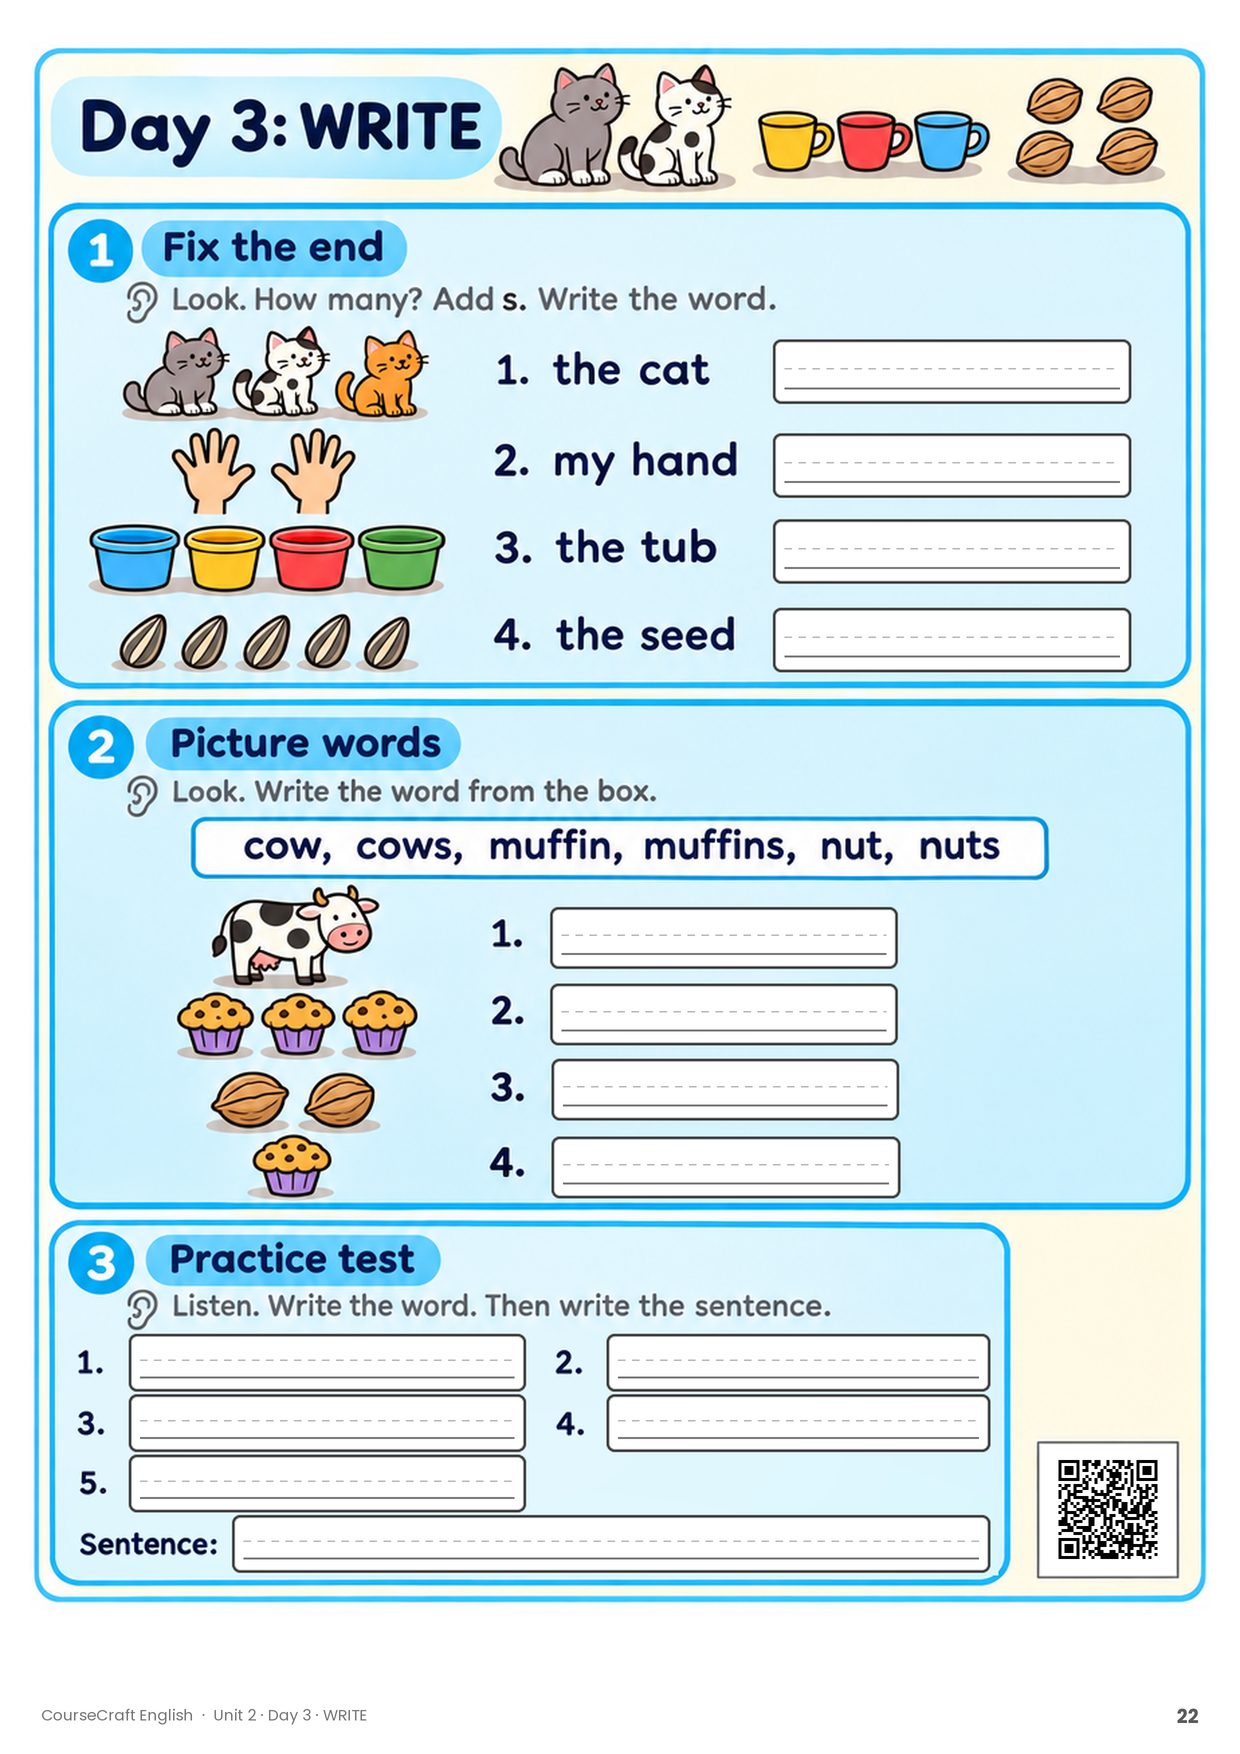 Day 3: WRITE
1 Fix the end
Look. How many? Add s. Write the word.
1. the cat
2. my hand
3. the tub
4. the seed
2 Picture words
Look. Write the word from the box.
cow, cows, muffin, muffins, nut, nuts
1.
2.
3.
4.
3 Practice test
Listen. Write the word. Then write the sentence.
1. 2.
3. 4.
5.
Sentence:
CourseCraft English · Unit 2 · Day 3 · WRITE 22